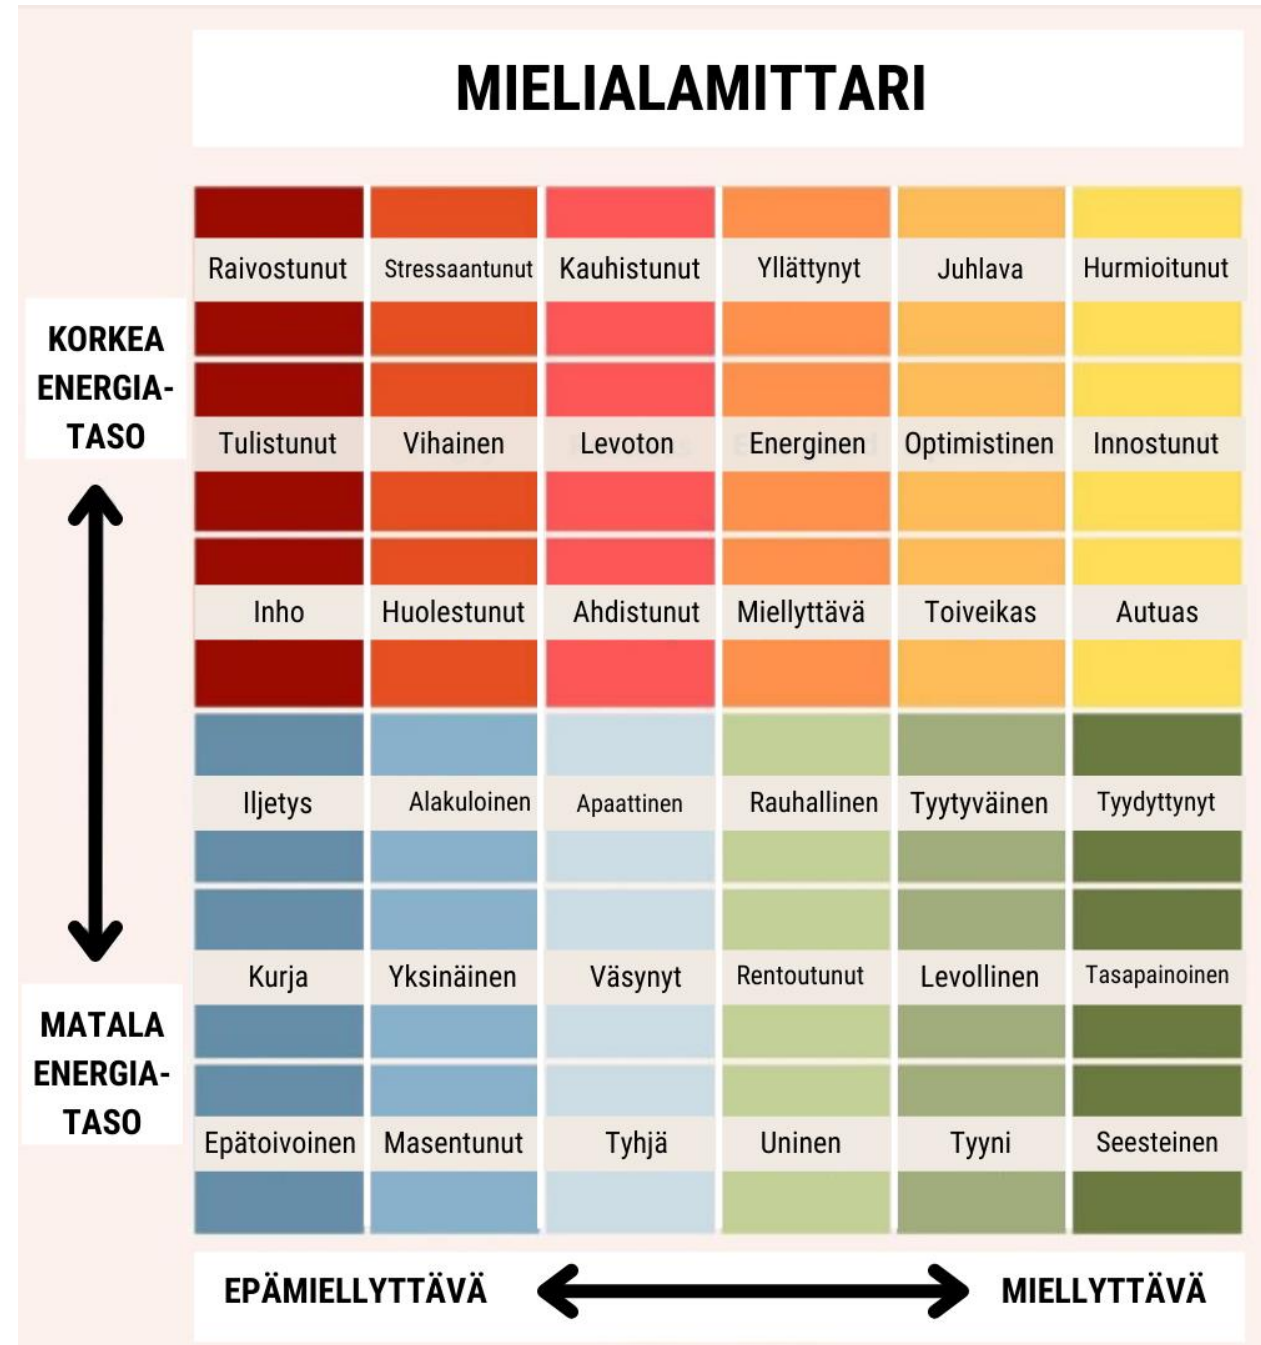 MIELIALAMITTARI
Raivostunut Stressaantunut Kauhistunut Yllättynyt Juhlava Hurmioitunut
KORKEA
ENERGIA-
TASO
Tulistunut Vihainen Levoton Energinen Optimistinen Innostunut
Inho Huolestunut Ahdistunut Miellyttävä Toiveikas Autuas
Iljetys Alakuloinen Apaattinen Rauhallinen Tyytyväinen Tyydyttynyt
Kurja Yksinäinen Väsynyt Rentoutunut Levollinen Tasapainoinen
MATALA
ENERGIA-
TASO
Epätoivoinen Masentunut Tyhjä Uninen Tyyni Seesteinen
EPÄMIELLYTTÄVÄ MIELLYTTÄVÄ